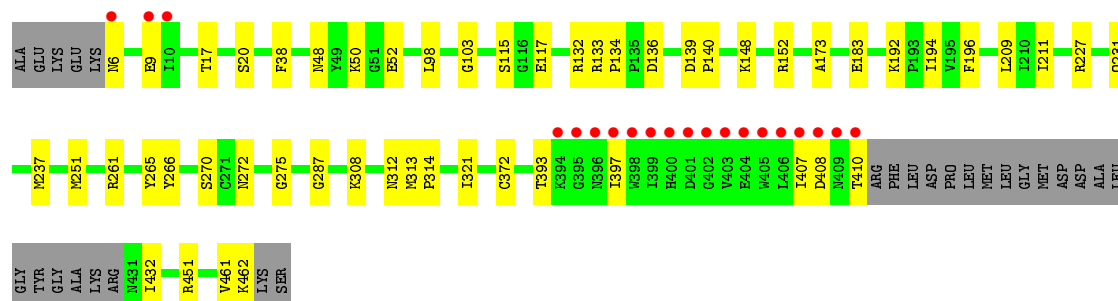 ALA GLU LYS GLU LYS N6 E9 I10 T17 S20 F38 N48 Y49 K50 G51 E52 L98 G103 S115 G116 E117 R132 R133 P134 P135 D136 D139 P140 K148 R152 A173 E183 K192 P193 I194 V195 F196 L209 I210 I211 R227 Q231
M237 M251 R261 Y265 Y266 S270 C271 N272 G275 G287 K308 N312 M313 P314 I321 C372 T393 K394 G395 N396 I397 W398 I399 H400 D401 G402 V403 E404 W405 L406 I407 D408 N409 T410 ARG PHE LEU ASP PRO LEU MET LEU GLY MET ASP ASP ALA LEU
GLY TYR GLY ALA LYS ARG N431 I432 R451 V461 K462 LYS SER